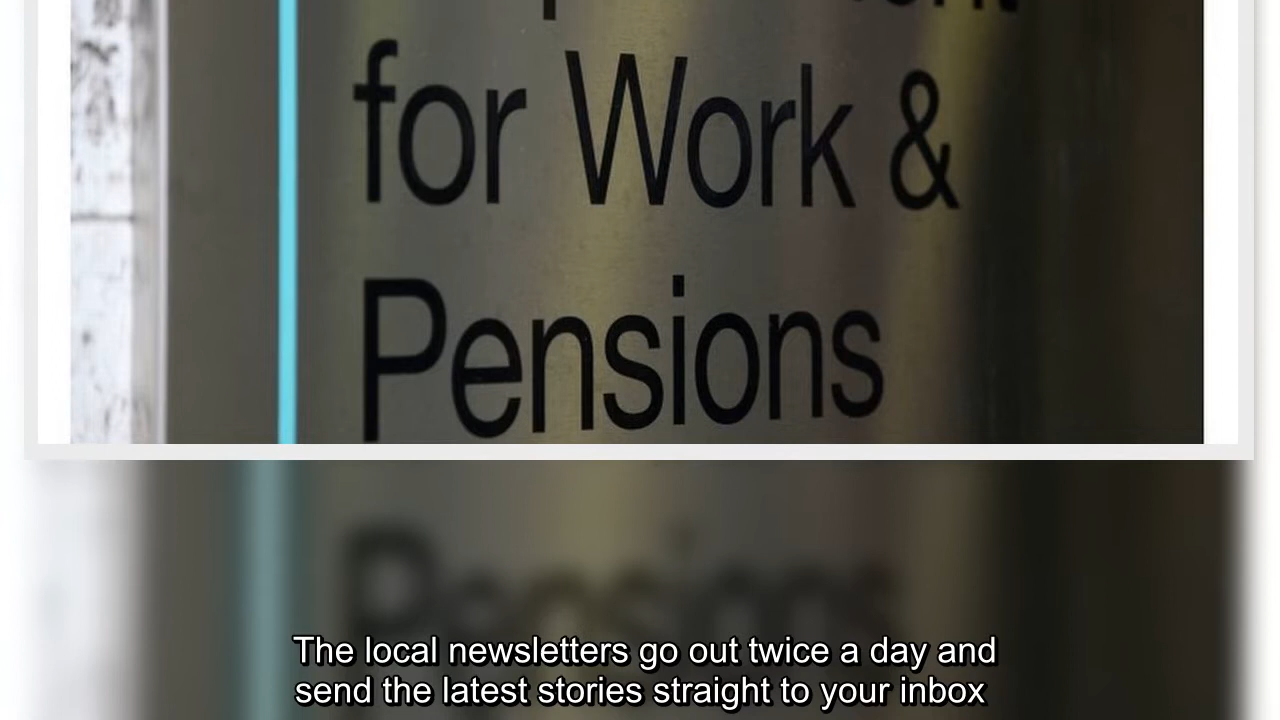 for Work &
Pensions
Pensions
The local newsletters go out twice a day and
send the latest stories straight to your inbox